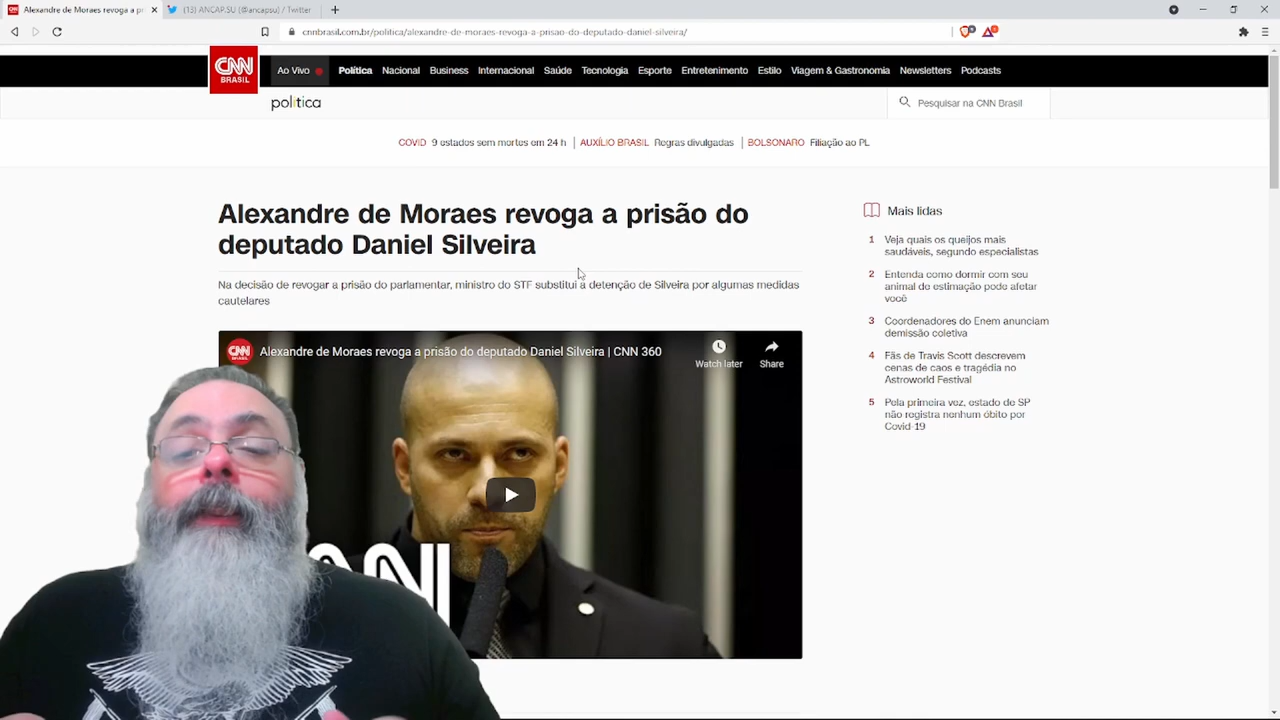 Alexandre de Moraes revoga a pr
(13) ANCAP.SU (@ancapsu) / Twitter
cnnbrasil.com.br/politica/alexandre-de-moraes-revoga-a-prisao-do-deputado-daniel-silveira/
CNN BRASIL
Ao Vivo Política Nacional Business Internacional Saúde Tecnologia Esporte Entretenimento Estilo Viagem & Gastronomia Newsletters Podcasts
política
Pesquisar na CNN Brasil
COVID 9 estados sem mortes em 24 h | AUXÍLIO BRASIL Regras divulgadas | BOLSONARO Filiação ao PL
Alexandre de Moraes revoga a prisão do
deputado Daniel Silveira
Na decisão de revogar a prisão do parlamentar, ministro do STF substitui a detenção de Silveira por algumas medidas
cautelares
CNN BRASIL
Alexandre de Moraes revoga a prisão do deputado Daniel Silveira | CNN 360
Watch later
Share
Mais lidas
1 Veja quais os queijos mais
saudáveis, segundo especialistas
2 Entenda como dormir com seu
animal de estimação pode afetar
você
3 Coordenadores do Enem anunciam
demissão coletiva
4 Fãs de Travis Scott descrevem
cenas de caos e tragédia no
Astroworld Festival
5 Pela primeira vez, estado de SP
não registra nenhum óbito por
Covid-19